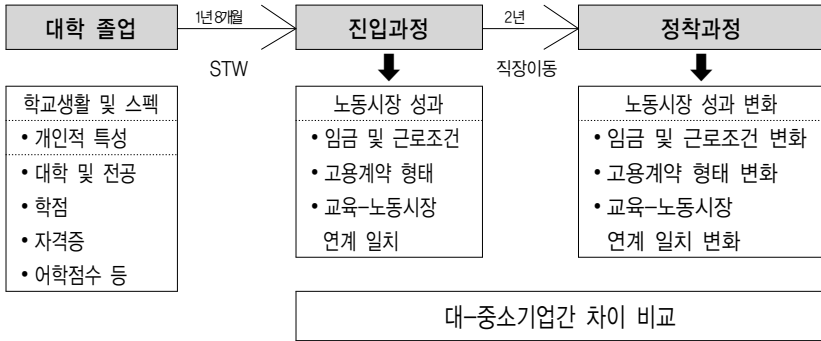 대학 졸업
1년 8개월
STW
진입과정
2년
직장이동
정착과정
학교생활 및 스펙
• 개인적 특성
• 대학 및 전공
• 학점
• 자격증
• 어학점수 등
노동시장 성과
• 임금 및 근로조건
• 고용계약 형태
• 교육–노동시장
연계 일치
노동시장 성과 변화
• 임금 및 근로조건 변화
• 고용계약 형태 변화
• 교육–노동시장
연계 일치 변화
대–중소기업간 차이 비교